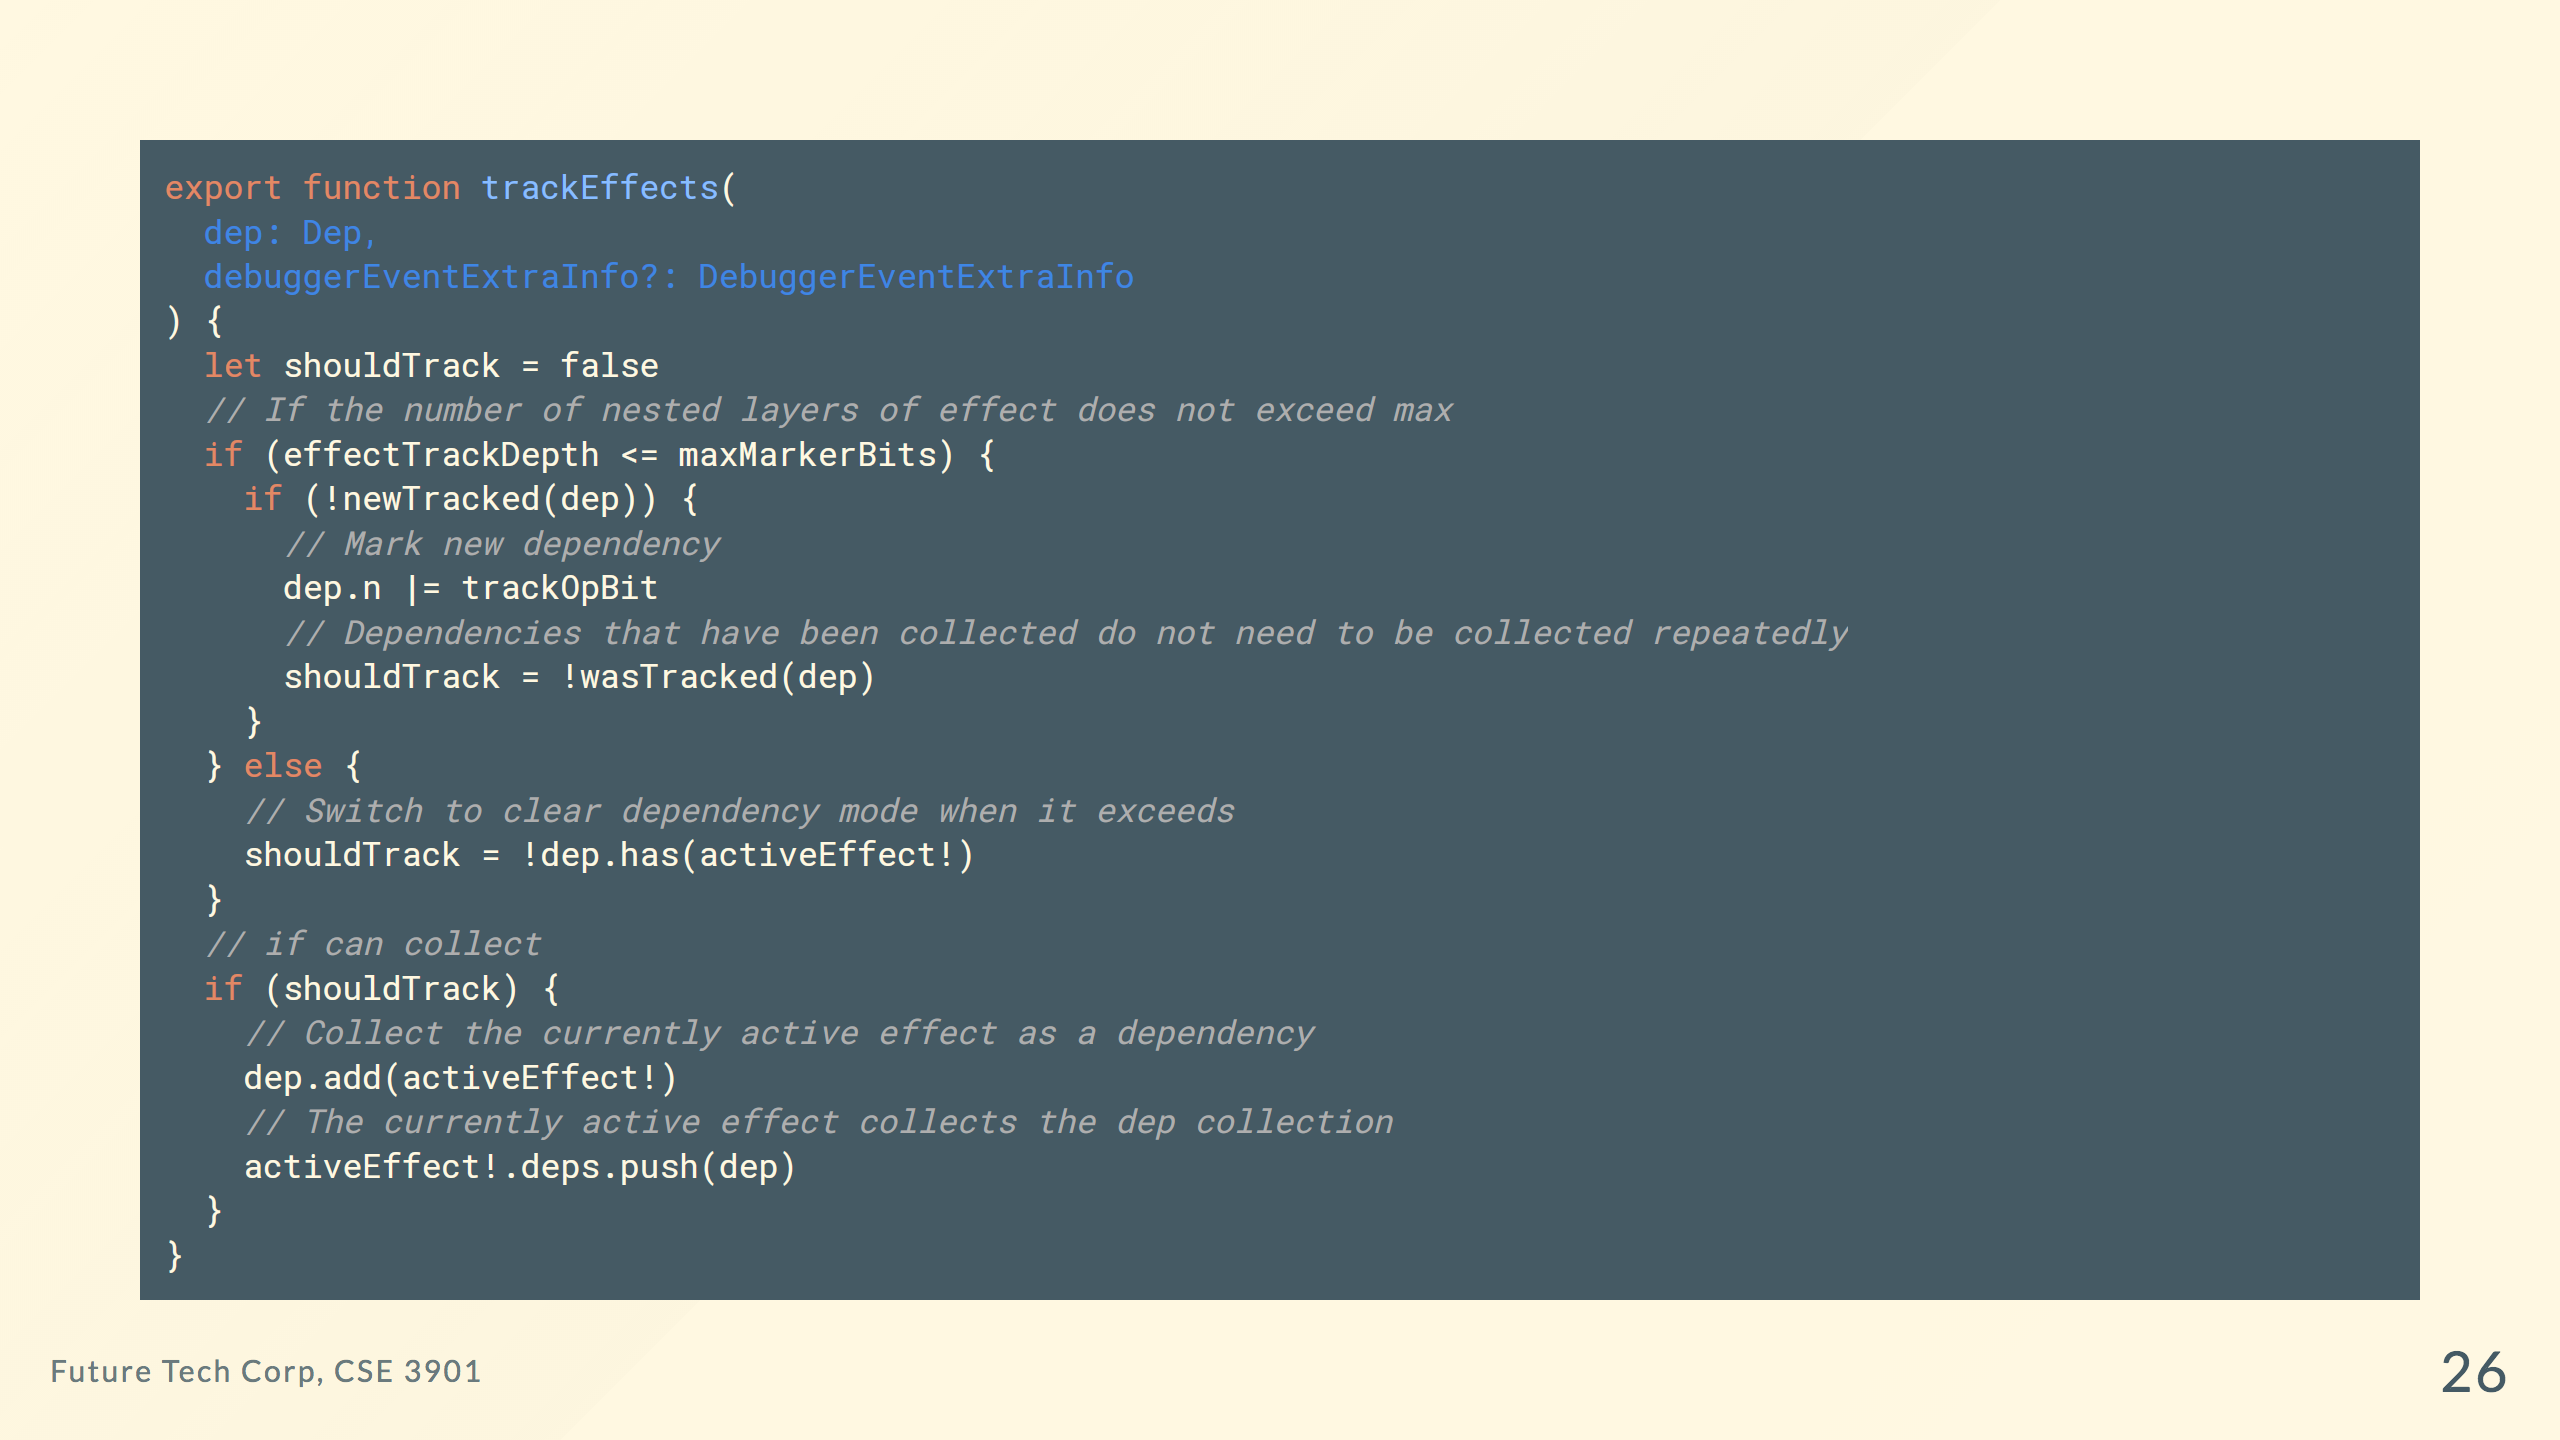 export function trackEffects(
  dep: Dep,
  debuggerEventExtraInfo?: DebuggerEventExtraInfo
) {
  let shouldTrack = false
  // If the number of nested layers of effect does not exceed max
  if (effectTrackDepth <= maxMarkerBits) {
    if (!newTracked(dep)) {
      // Mark new dependency
      dep.n |= trackOpBit
      // Dependencies that have been collected do not need to be collected repeatedly
      shouldTrack = !wasTracked(dep)
    }
  } else {
    // Switch to clear dependency mode when it exceeds
    shouldTrack = !dep.has(activeEffect!)
  }
  // if can collect
  if (shouldTrack) {
    // Collect the currently active effect as a dependency
    dep.add(activeEffect!)
    // The currently active effect collects the dep collection
    activeEffect!.deps.push(dep)
  }
}
Future Tech Corp, CSE 3901
26